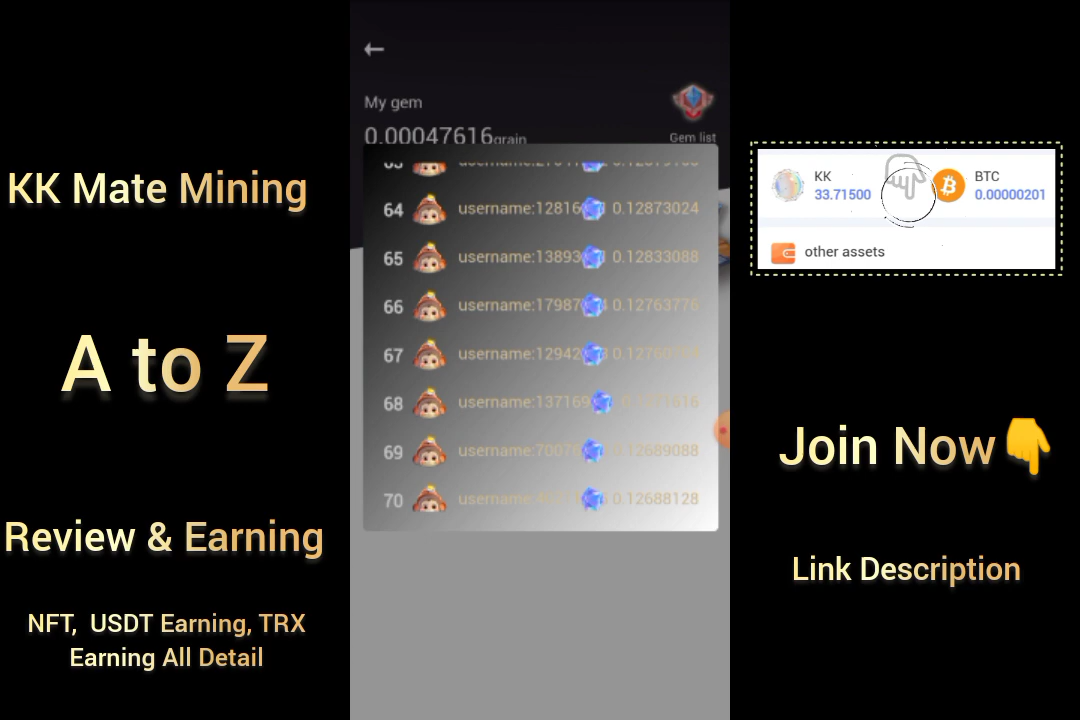 KK Mate Mining
A to Z
Review & Earning
NFT, USDT Earning, TRX
Earning All Detail
My gem
0.00047616grain
Gem list
64 username:12816 0.12873024
65 username:13893 0.12833088
66 username:17987 0.12763776
67 username:12942
68 username:137169
69 username:7007 0.12689088
70 username: 0.12688128
KK
33.71500
BTC
0.00000201
other assets
Join Now👇
Link Description